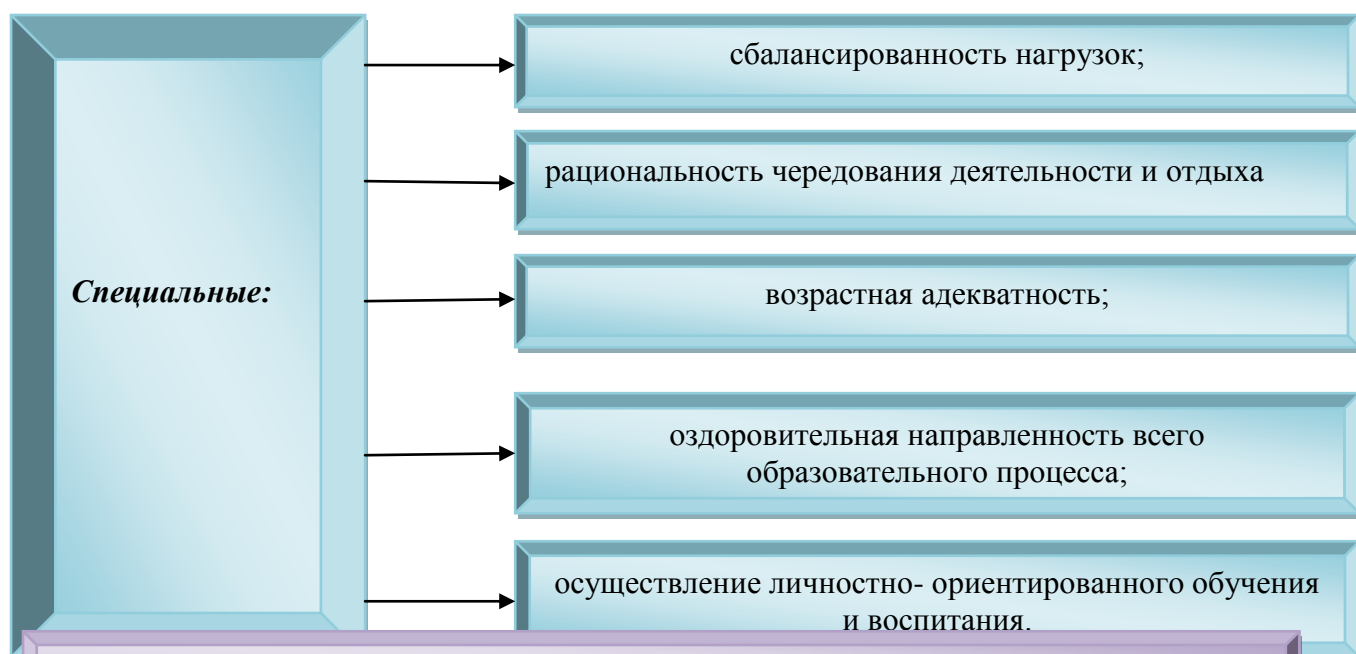 сбалансированность нагрузок;
рациональность чередования деятельности и отдыха
Специальные:
возрастная адекватность;
оздоровительная направленность всего
образовательного процесса;
осуществление личностно- ориентированного обучения
и воспитания.